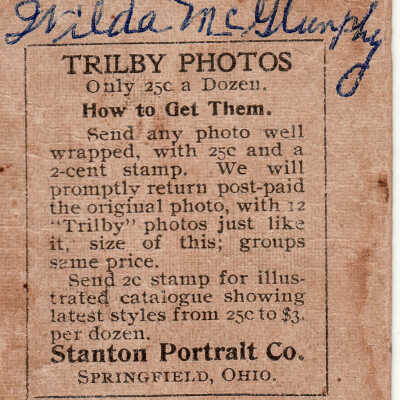 Wilda McGlumphy
TRILBY PHOTOS
Only 25c a Dozen.
How to Get Them.
Send any photo well
wrapped, with 25c and a
2-cent stamp. We will
promptly return post-paid
the original photo, with 12
"Trilby" photos just like
it, size of this; groups
same price.
Send 2c stamp for illus-
trated catalogue showing
latest styles from 25c to $3.
per dozen.
Stanton Portrait Co.
SPRINGFIELD, OHIO.